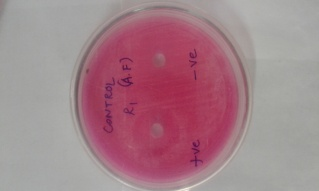 CONTROL
R1 (A.F)
-ve
+ve